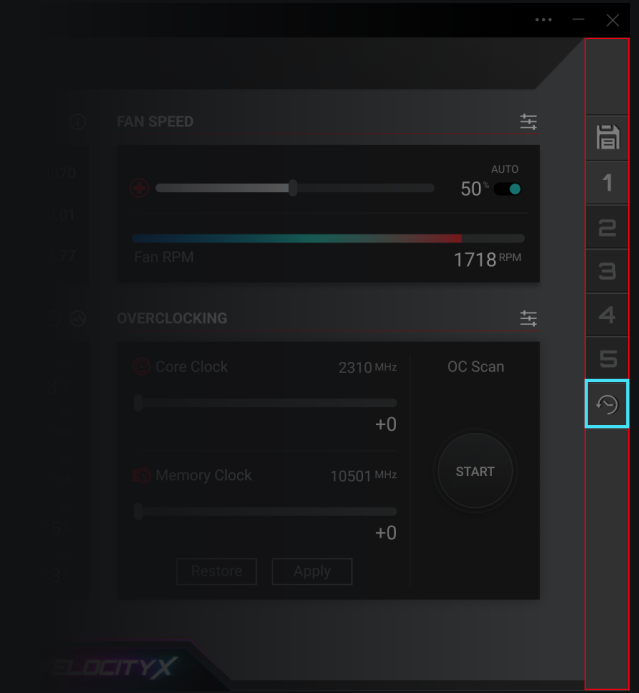 FAN SPEED
AUTO
50%
Fan RPM
1718 RPM
OVERCLOCKING
Core Clock
2310 MHz
OC Scan
+0
Memory Clock
10501 MHz
START
+0
Restore
Apply
1
2
3
4
5
ELOCITYX